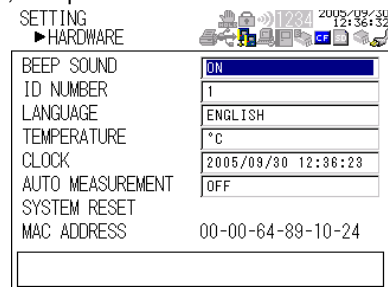 SETTING
►HARDWARE
1234
2005/09/30
12:36:32
CF
SD
BEEP SOUND ON
ID NUMBER 1
LANGUAGE ENGLISH
TEMPERATURE °C
CLOCK 2005/09/30 12:36:23
AUTO MEASUREMENT OFF
SYSTEM RESET
MAC ADDRESS 00-00-64-89-10-24